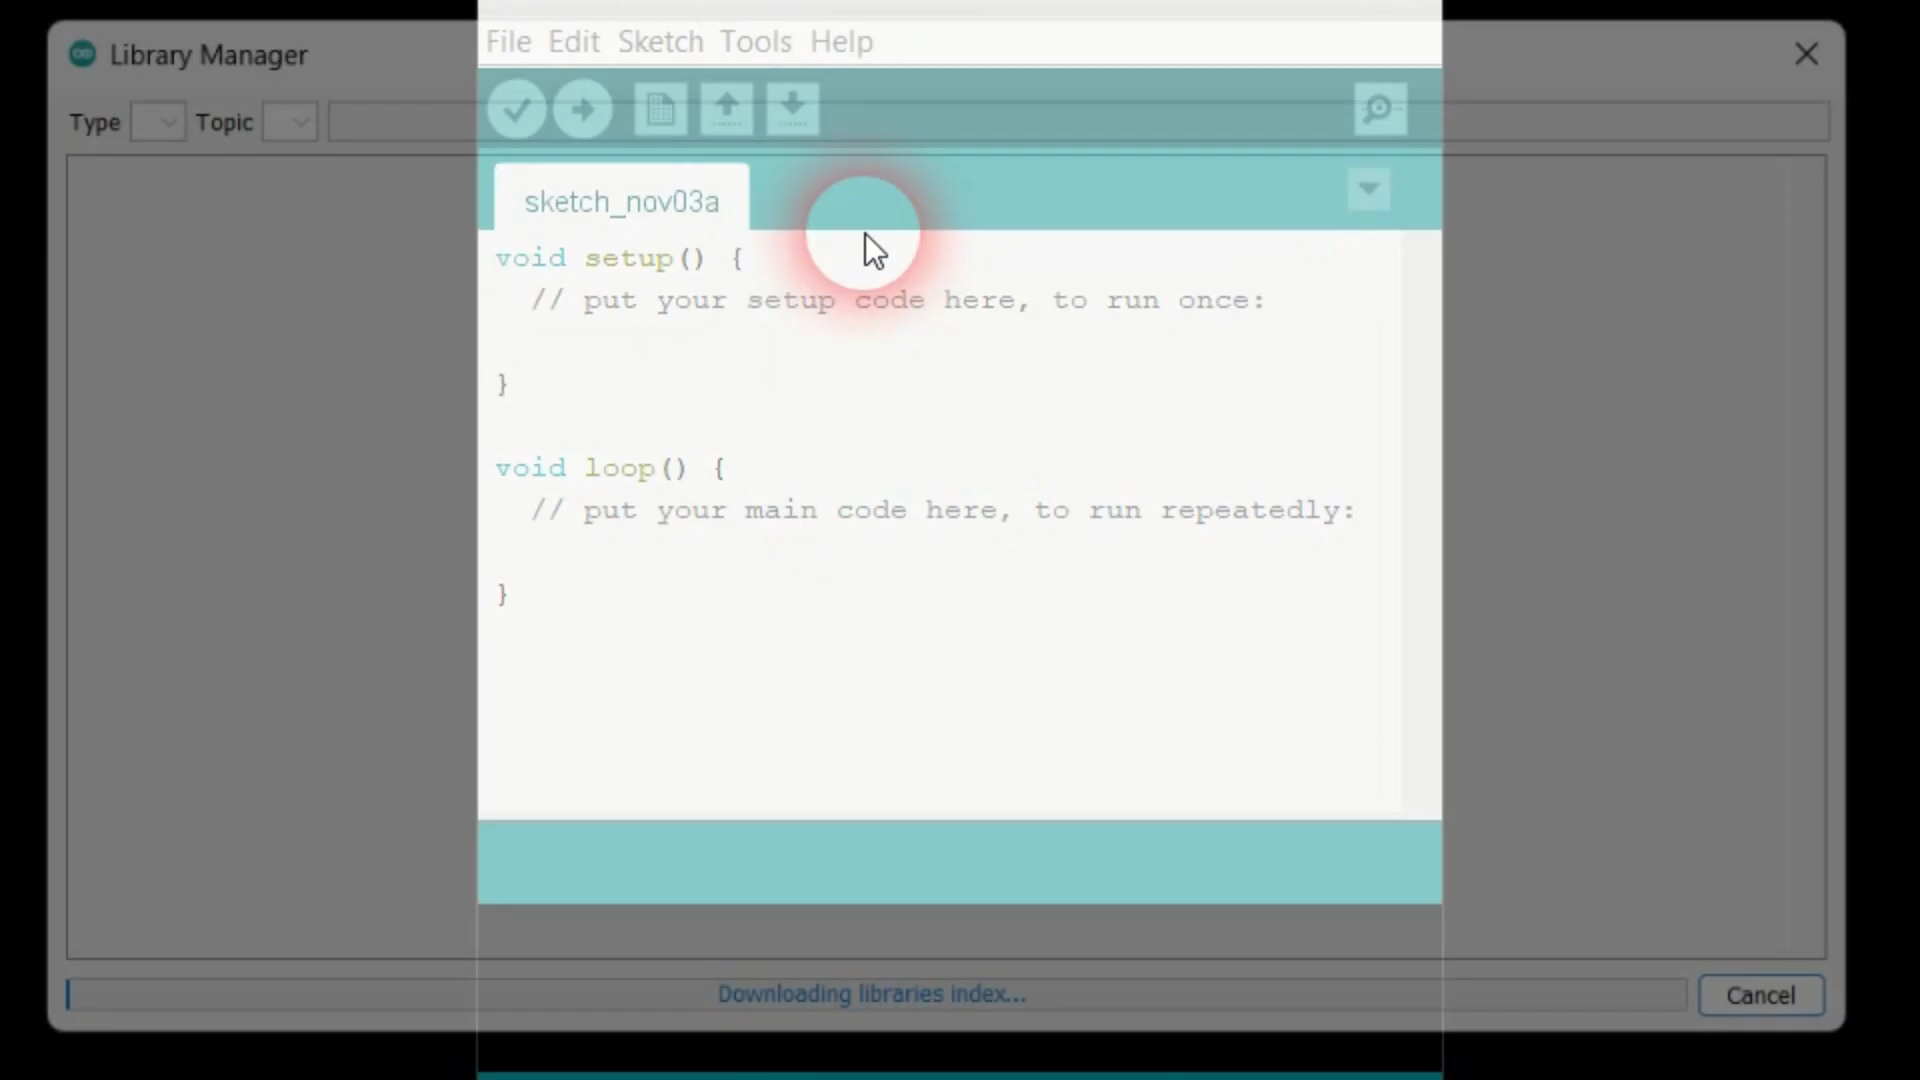 Library Manager
File Edit Sketch Tools Help
Type Topic
sketch_nov03a
void setup() {
// put your setup code here, to run once:
}
void loop() {
// put your main code here, to run repeatedly:
}
Downloading libraries index...
Cancel